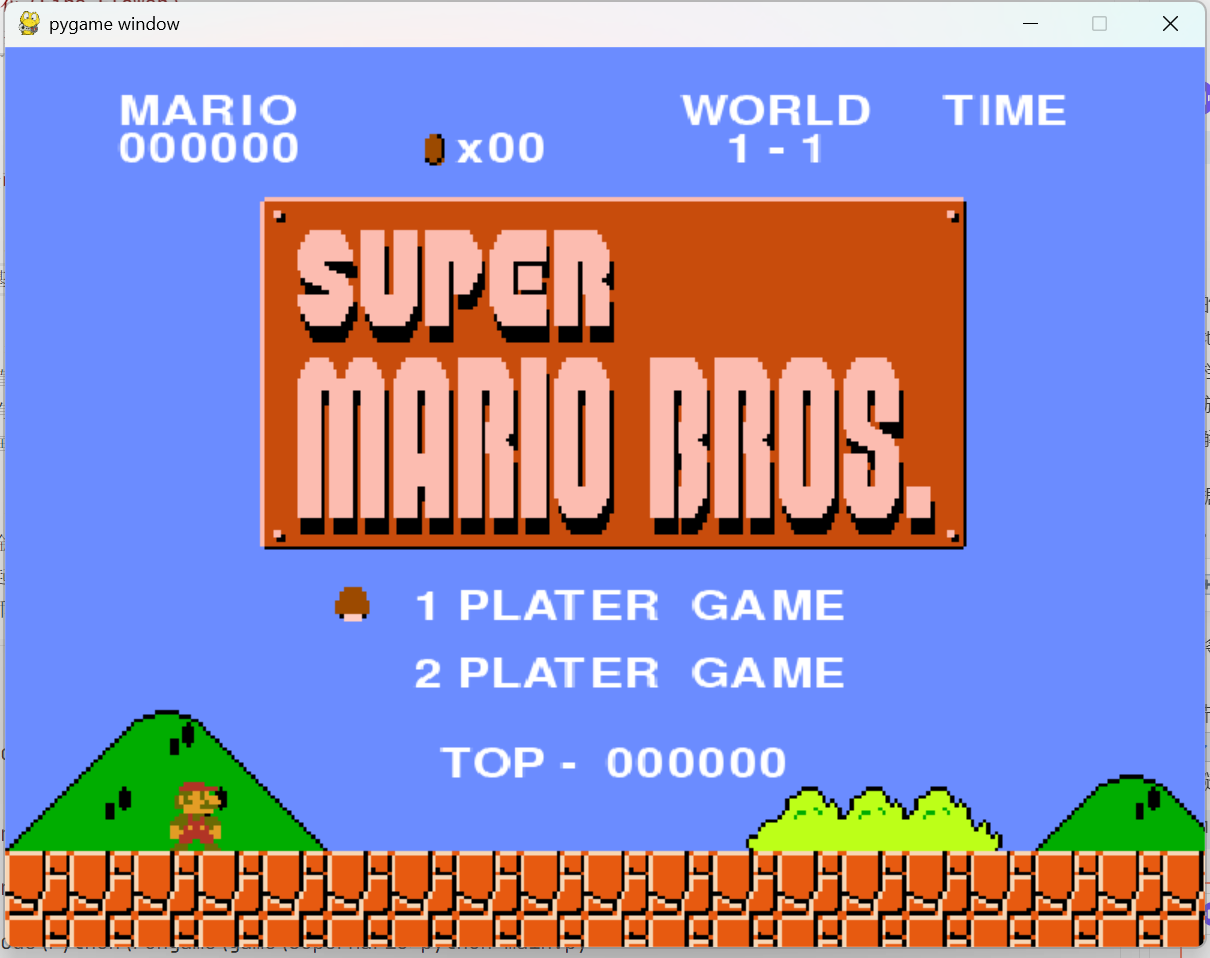 pygame window
MARIO WORLD TIME
000000 x00 1 - 1
SUPER
MARIO BROS.
1 PLATER GAME
2 PLATER GAME
TOP - 000000